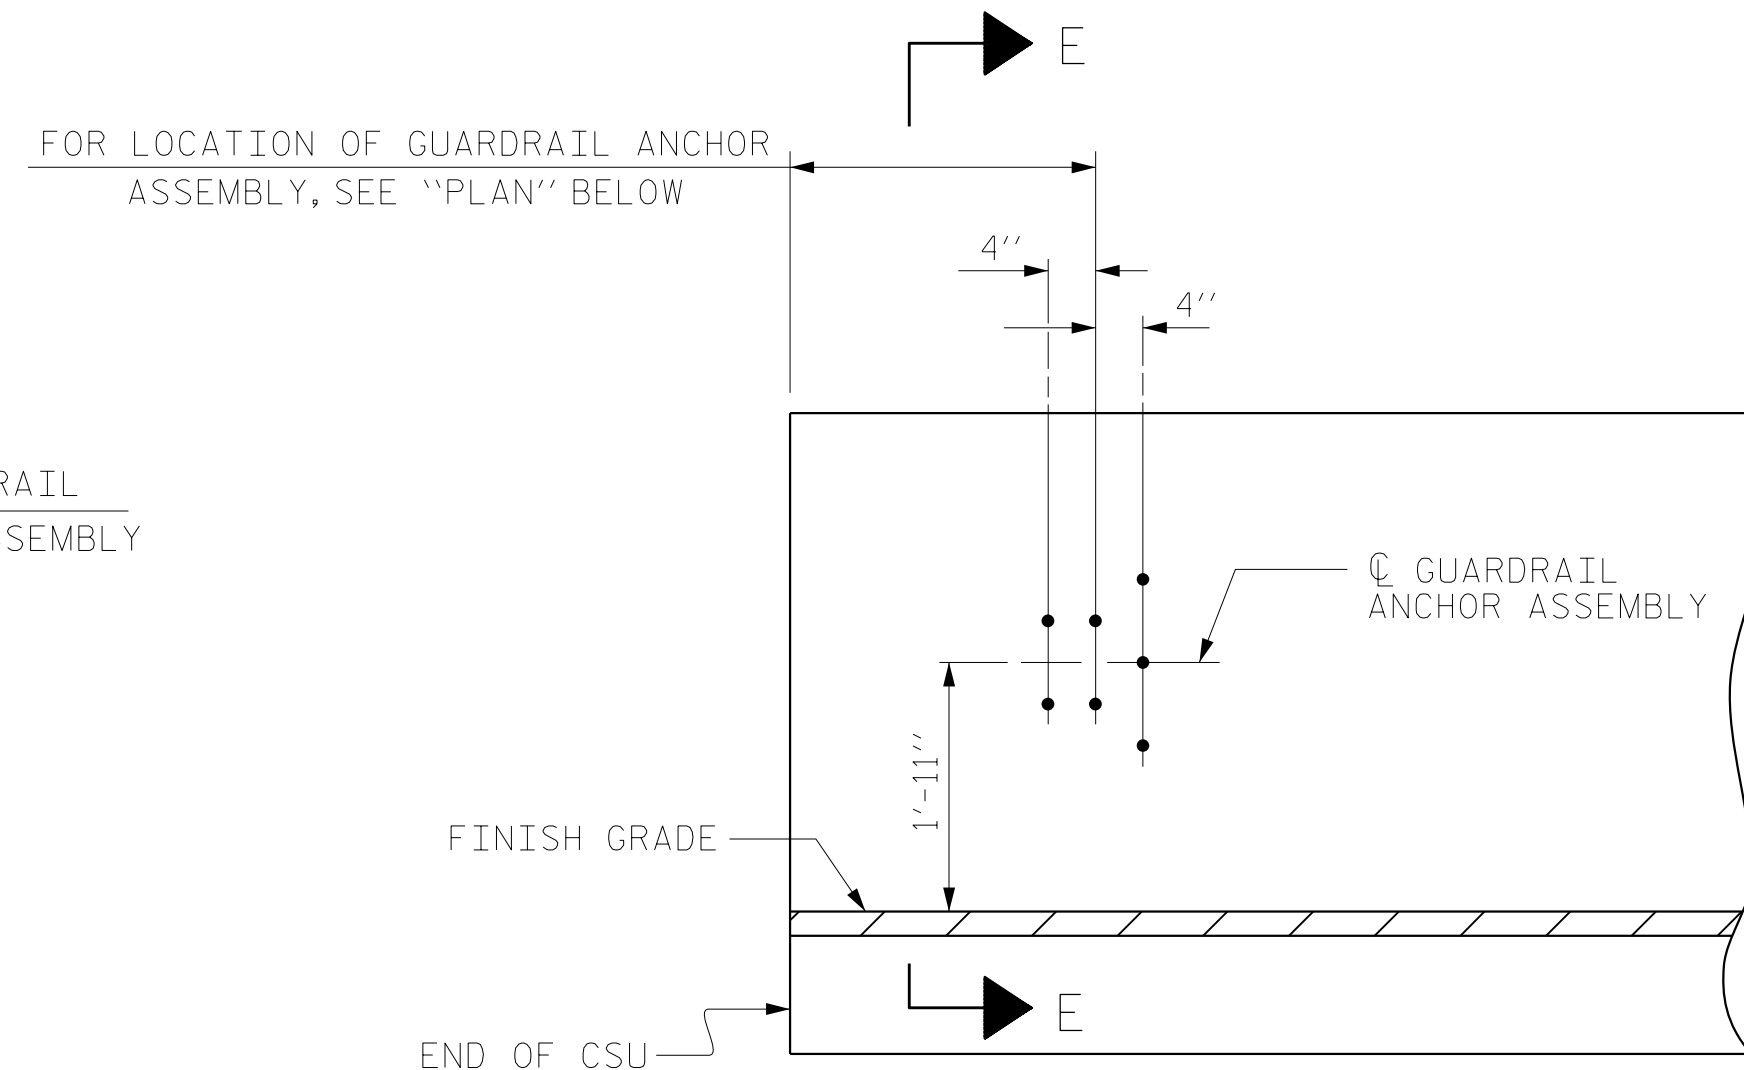 E
FOR LOCATION OF GUARDRAIL ANCHOR
ASSEMBLY, SEE ‵‵PLAN′′ BELOW
4′′
4′′
RAIL
SSEMBLY
℄ GUARDRAIL
ANCHOR ASSEMBLY
1′-11′′
FINISH GRADE
E
END OF CSU